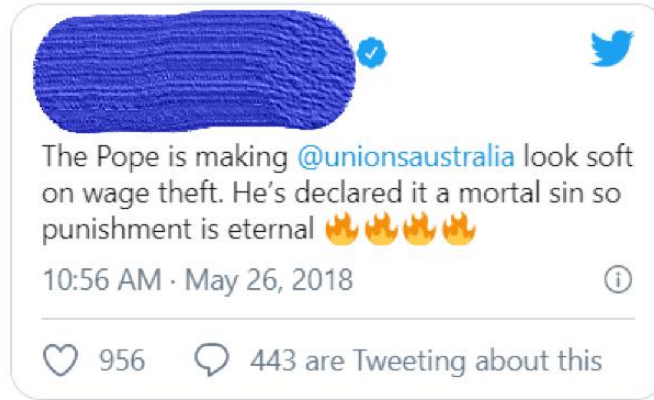 The Pope is making @unionsaustralia look soft
on wage theft. He's declared it a mortal sin so
punishment is eternal 🔥🔥🔥🔥
10:56 AM · May 26, 2018
956 443 are Tweeting about this